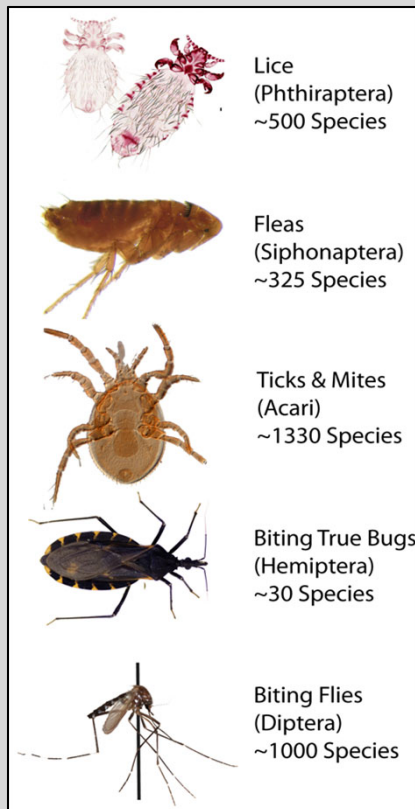 Lice
(Phthiraptera)
~500 Species
Fleas
(Siphonaptera)
~325 Species
Ticks & Mites
(Acari)
~1330 Species
Biting True Bugs
(Hemiptera)
~30 Species
Biting Flies
(Diptera)
~1000 Species